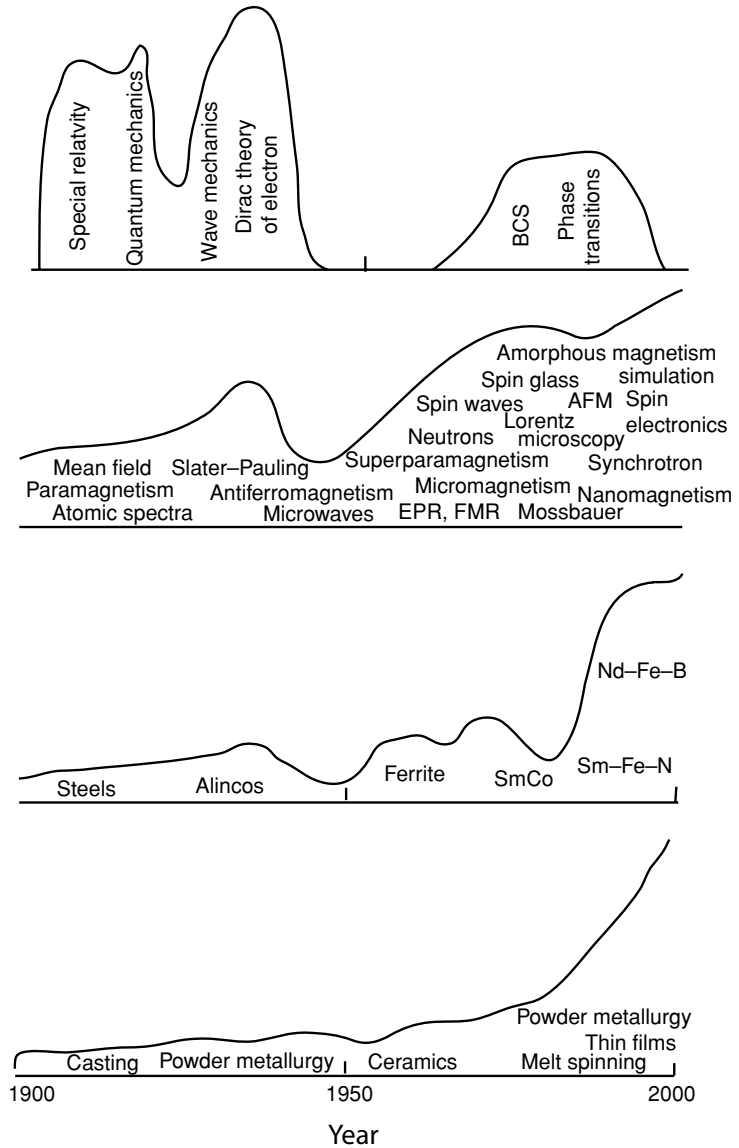 Special relatvity
Quantum mechanics
Wave mechanics
Dirac theory
of electron
BCS
Phase
transitions
Amorphous magnetism
simulation
Spin glass
Spin waves
AFM
Spin
electronics
Lorentz
microscopy
Neutrons
Mean field
Slater–Pauling
Superparamagnetism
Synchrotron
Paramagnetism
Antiferromagnetism
Micromagnetism
Nanomagnetism
Atomic spectra
Microwaves
EPR, FMR
Mossbauer
Nd–Fe–B
Steels
Alincos
Ferrite
SmCo
Sm–Fe–N
Powder metallurgy
Thin films
Casting
Powder metallurgy
Ceramics
Melt spinning
1900
1950
2000
Year